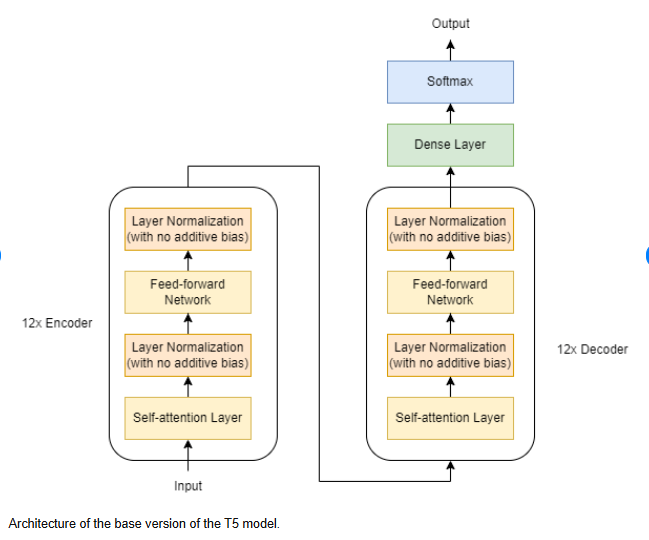 Output
Softmax
Dense Layer
Layer Normalization
(with no additive bias)
Feed-forward
Network
12x Encoder
Layer Normalization
(with no additive bias)
Self-attention Layer
Input
Layer Normalization
(with no additive bias)
Feed-forward
Network
Layer Normalization
(with no additive bias)
12x Decoder
Self-attention Layer
Architecture of the base version of the T5 model.